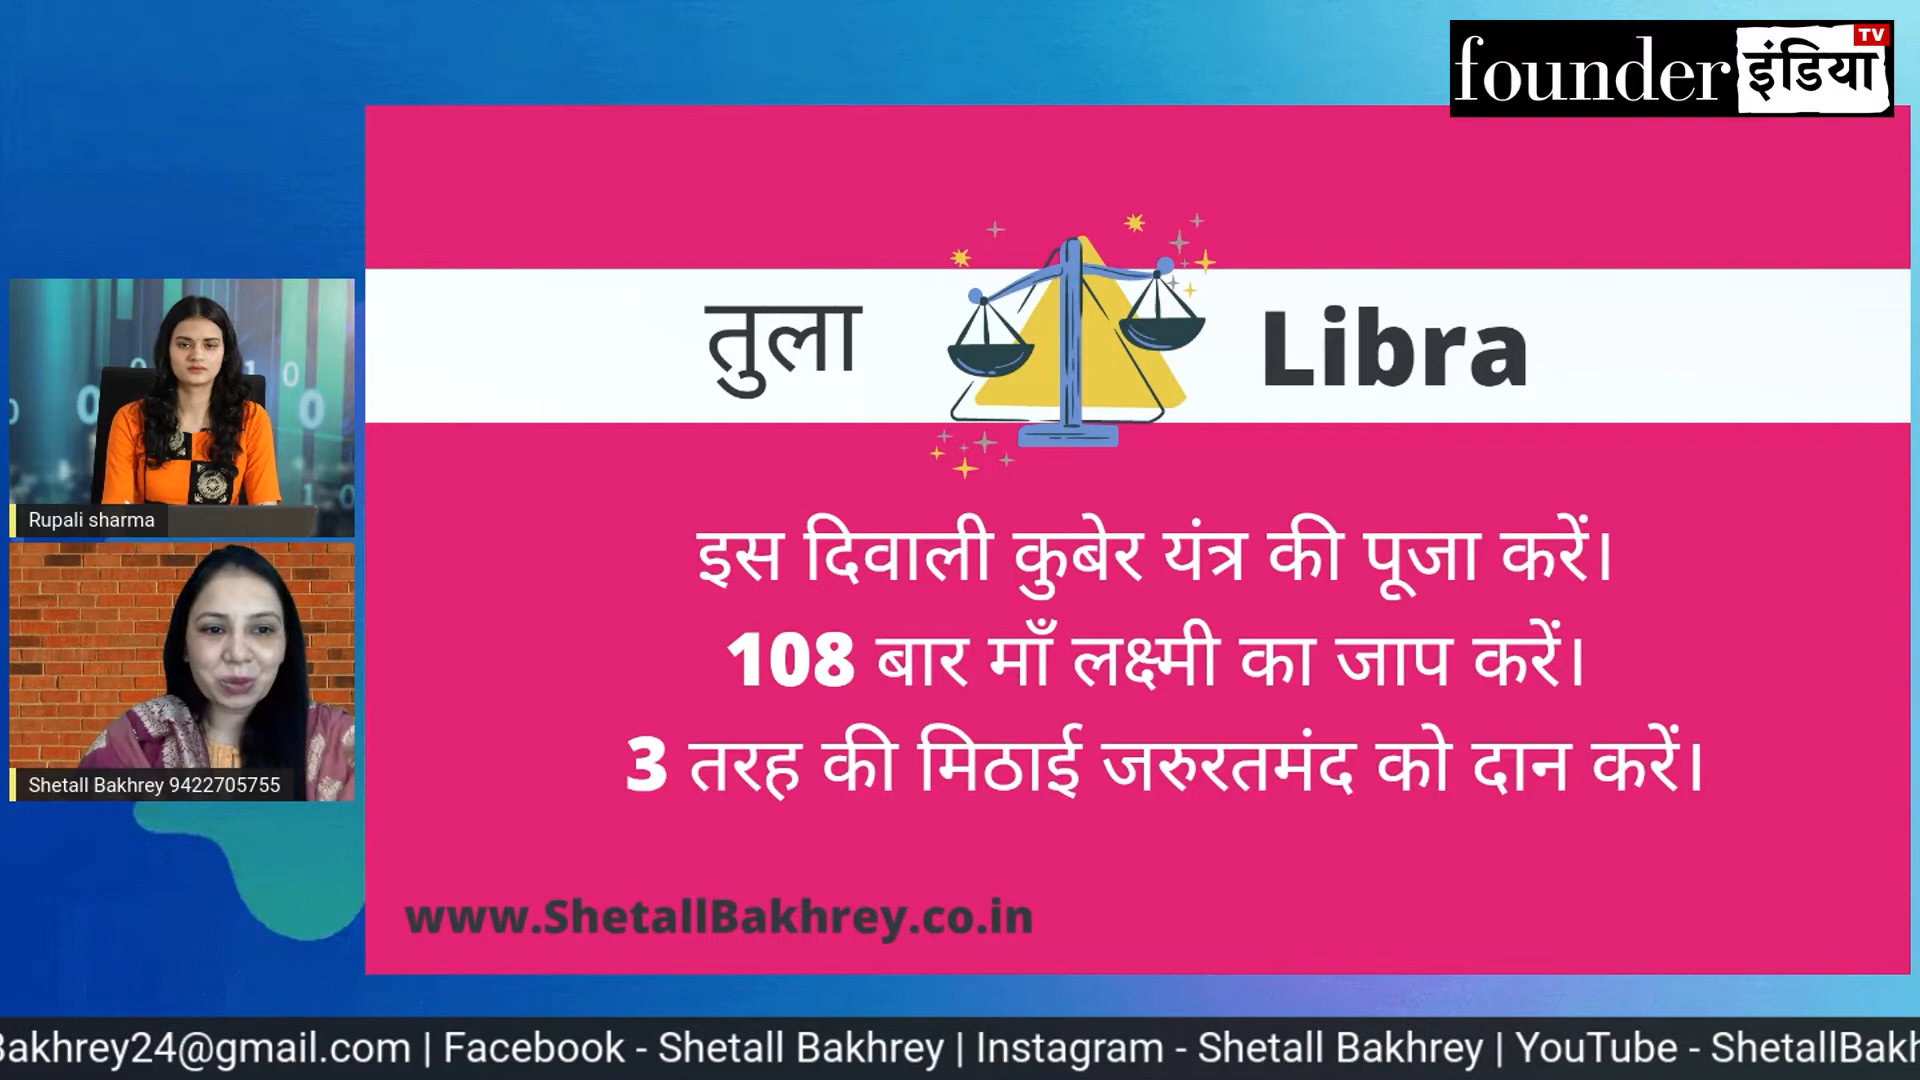 founder इंडिया TV
तुला Libra
इस दिवाली कुबेर यंत्र की पूजा करें।
108 बार माँ लक्ष्मी का जाप करें।
3 तरह की मिठाई जरुरतमंद को दान करें।
www.ShetallBakhrey.co.in
Rupali sharma
Shetall Bakhrey 9422705755
Bakhrey24@gmail.com | Facebook - Shetall Bakhrey | Instagram - Shetall Bakhrey | YouTube - ShetallBakh